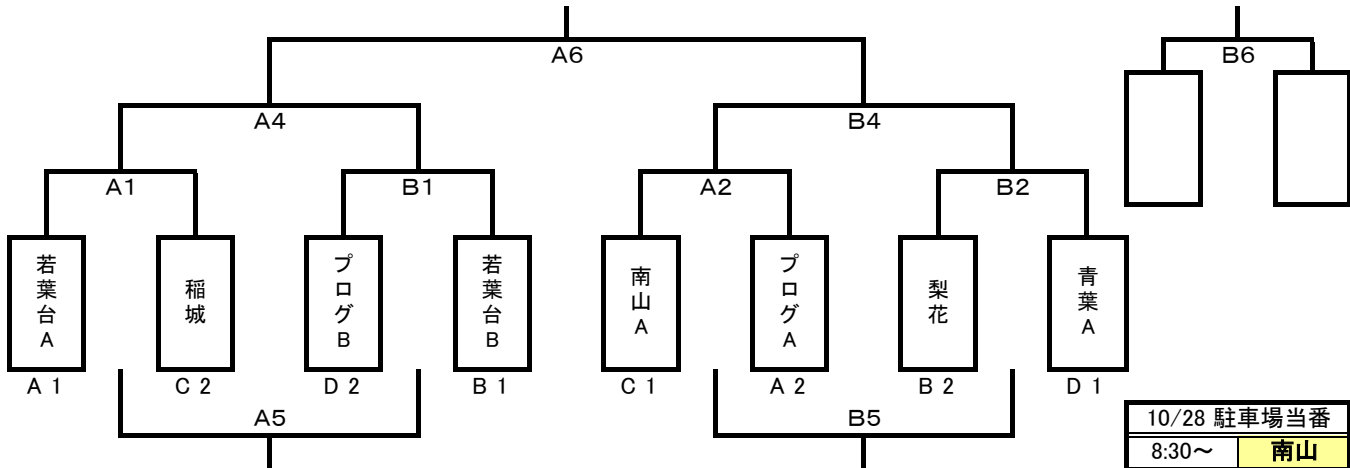 A6
B6
A4
B4
A1
B1
A2
B2
若葉台A
稲城
プログB
若葉台B
南山A
プログA
梨花
青葉A
A 1
C 2
D 2
B 1
C 1
A 2
B 2
D 1
A5
B5
10/28 駐車場当番
8:30～ 南山